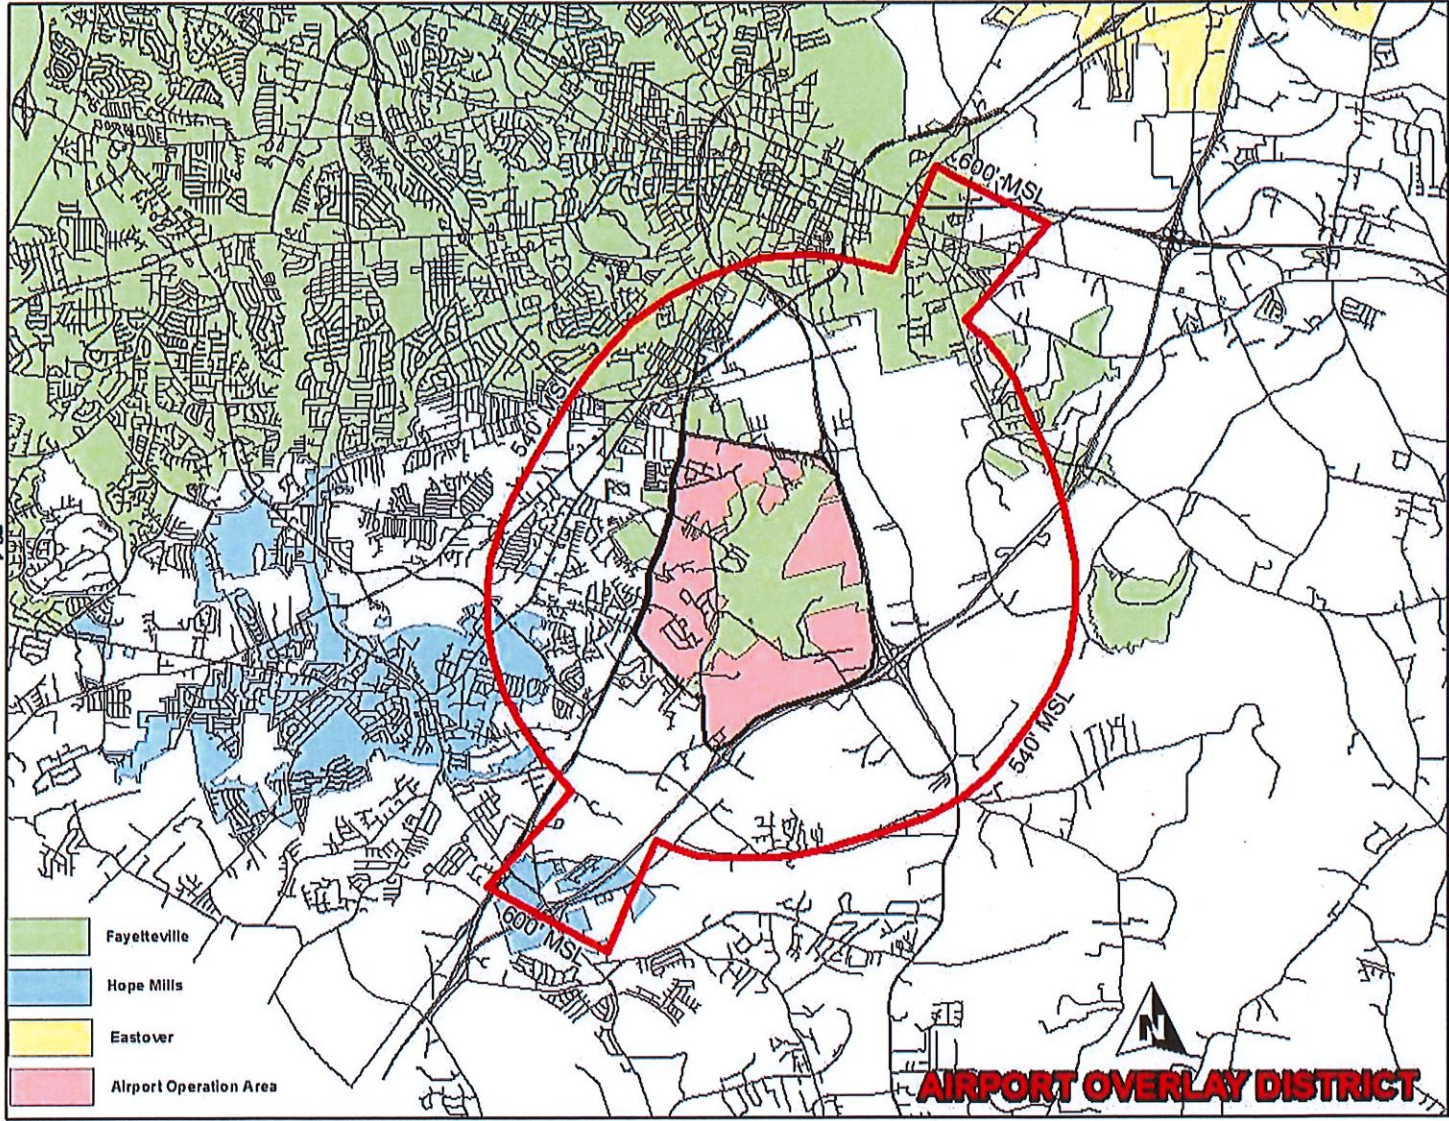 600' MSL
540' MSL
540' MSL
600' MSL
Fayetteville
Hope Mills
Eastover
Airport Operation Area
N
AIRPORT OVERLAY DISTRICT